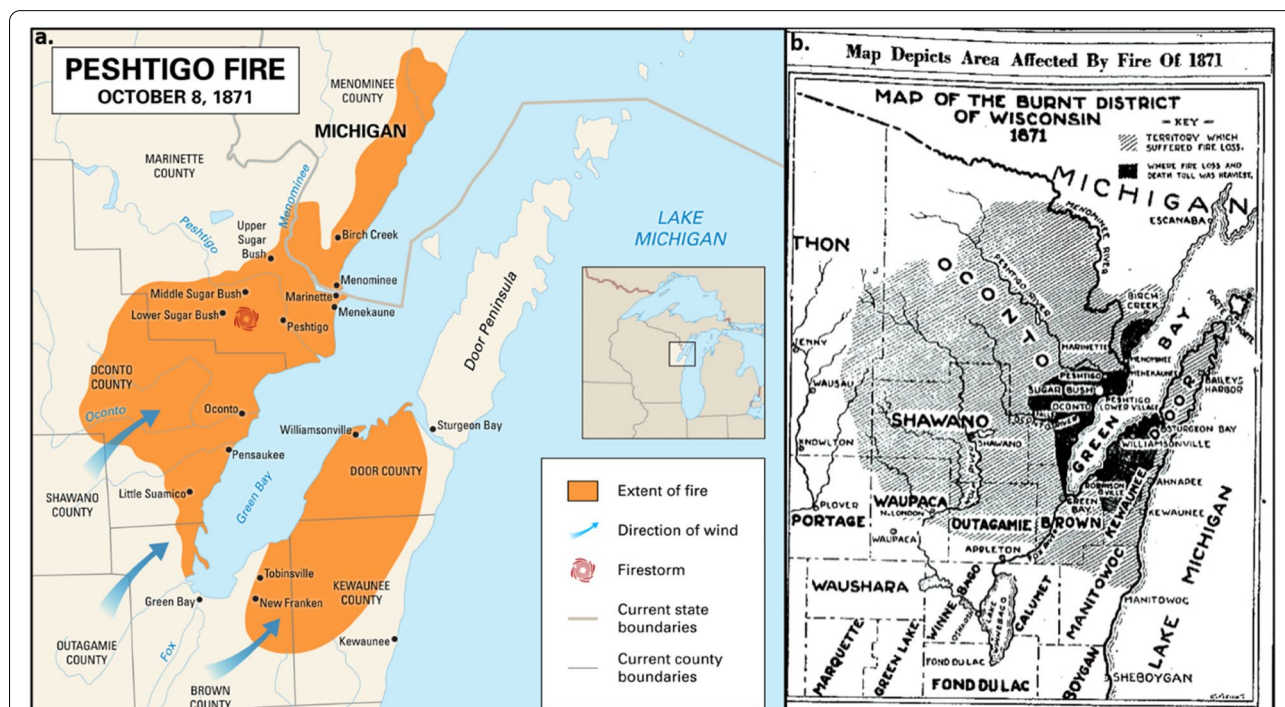 a.
PESHTIGO FIRE
OCTOBER 8, 1871
MENOMINEE
COUNTY
MICHIGAN
MARINETTE
COUNTY
Menominee
Peshtigo
Upper
Sugar
Bush
Birch Creek
LAKE
MICHIGAN
Menominee
Middle Sugar Bush
Marinette
Lower Sugar Bush
Menekaune
Peshtigo
Door Peninsula
OCONTO
COUNTY
Oconto
Oconto
Williamsonville
Sturgeon Bay
Pensaukee
DOOR COUNTY
Little Suamico
Green Bay
SHAWANO
COUNTY
Tobinsville
KEWAUNEE
COUNTY
New Franken
Green Bay
Kewaunee
OUTAGAMIE
COUNTY
Fox
BROWN
COUNTY
Extent of fire
Direction of wind
Firestorm
Current state
boundaries
Current county
boundaries
b.
Map Depicts Area Affected By Fire Of 1871
MAP OF THE BURNT DISTRICT
OF WISCONSIN
1871
— KEY —
TERRITORY WHICH
SUFFERED FIRE LOSS.
WHERE FIRE LOSS AND
DEATH TOLL WAS HEAVIEST.
MICHIGAN
ESCANABA
MENOMINEE RIVER
THON
OCONTO
PESHTIGO RIVER
BIRCH
CREEK
GREEN BAY
MARINETTE
MENOMINEE
MENEKAUNE
PESHTIGO
SUGAR BUSH
PESHTIGO
LOWER VILLAGE
BAILEYS
HARBOR
DOOR
WAUSAU
OCONTO
SHAWANO
SHAWANO
STURGEON BAY
WILLIAMSONVILLE
KNOWLTON
AHNAPEE
PLOVER
WAUPACA
N. LONDON
GREEN
BAY
KEWAUNEE
KEWAUNEE
PORTAGE
OUTAGAMIE
BROWN
WAUPACA
APPLETON
WAUSHARA
WINNEBAGO
CALUMET
MANITOWOC
MANITOWOC
LAKE MICHIGAN
MARQUETTE
GREEN LAKE
FOND DU LAC
FOND DU LAC
BOYGAN
SHEBOYGAN